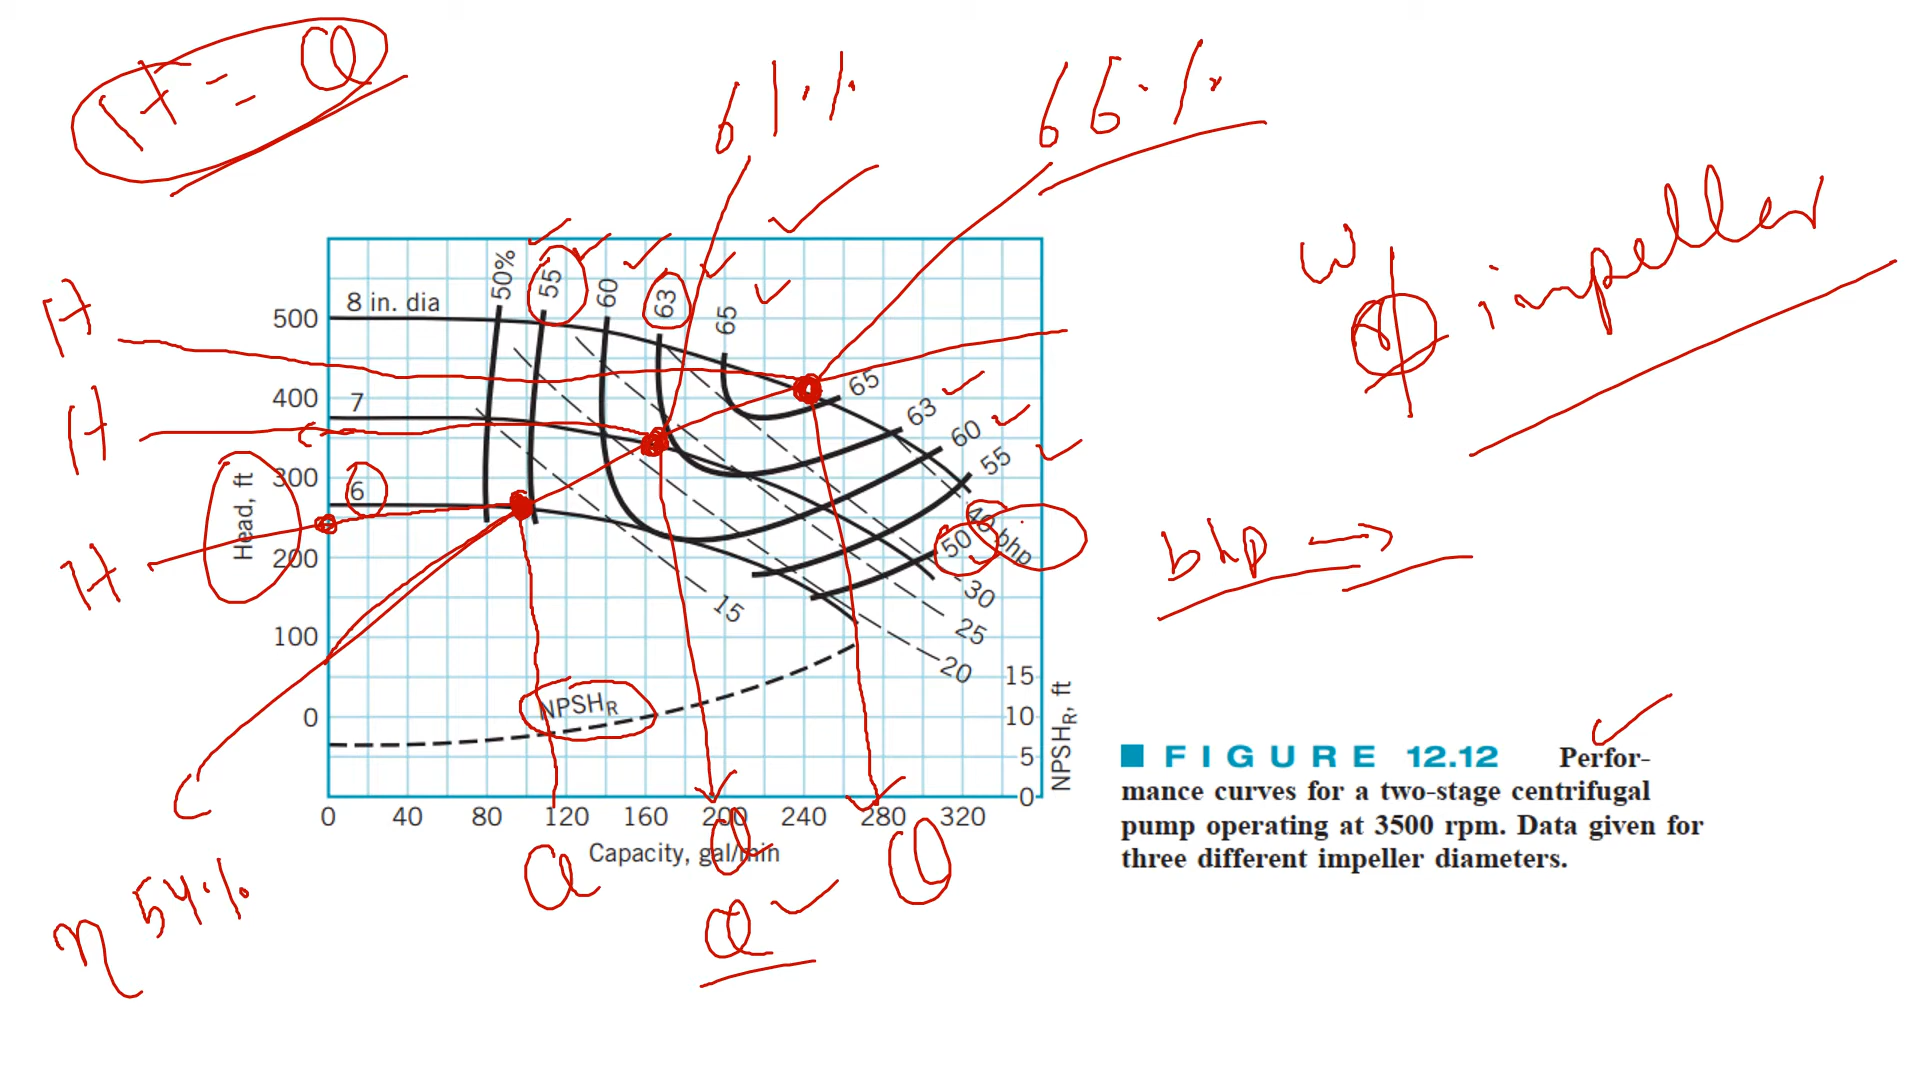 H = Q
61%
66%
ω
ϕ impeller
H
H
H
8 in. dia
50%
55
60
63
65
500
400
300
200
100
0
7
6
Head, ft
65
63
60
55
50
40 bhp
30
25
20
15
bhp →
NPSHR
15
10
5
0
NPSHR, ft
0 40 80 120 160 200 240 280 320
Capacity, gal/min
Q
Q
Q
Q
η 54%
■ FIGURE 12.12 Perfor-
mance curves for a two-stage centrifugal
pump operating at 3500 rpm. Data given for
three different impeller diameters.